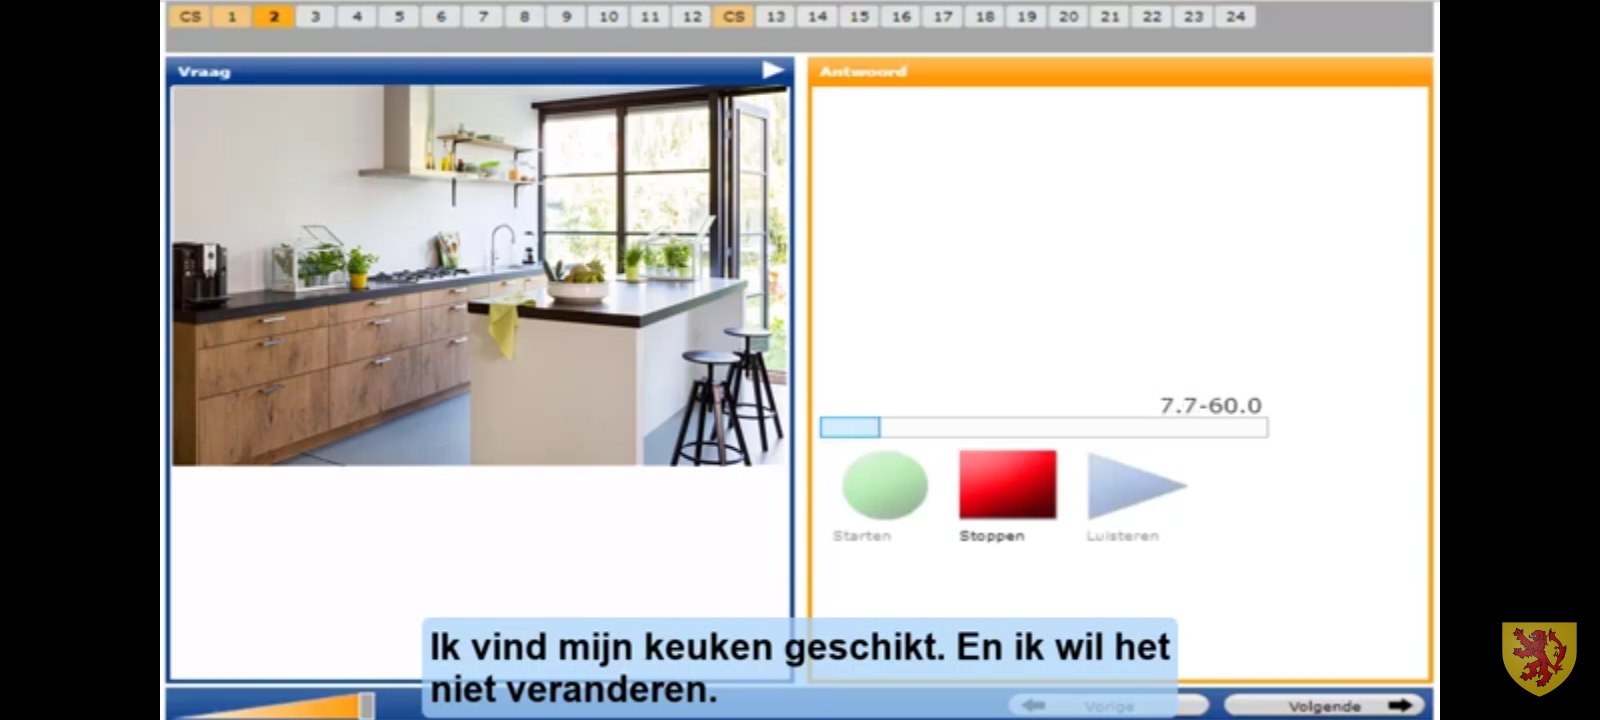 CS 1 2 3 4 5 6 7 8 9 10 11 12 CS 13 14 15 16 17 18 19 20 21 22 23 24
Vraag
Antwoord
7.7-60.0
Starten Stoppen Luisteren
Ik vind mijn keuken geschikt. En ik wil het
niet veranderen.
Vorige Volgende